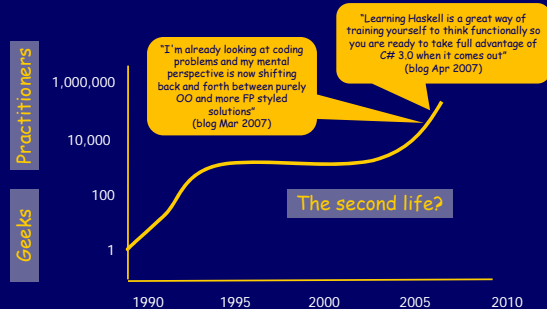 "Learning Haskell is a great way of
training yourself to think functionally so
you are ready to take full advantage of
C# 3.0 when it comes out"
(blog Apr 2007)
"I'm already looking at coding
problems and my mental
perspective is now shifting
back and forth between purely
OO and more FP styled
solutions"
(blog Mar 2007)
Practitioners
1,000,000
10,000
Geeks
100
1
The second life?
1990 1995 2000 2005 2010